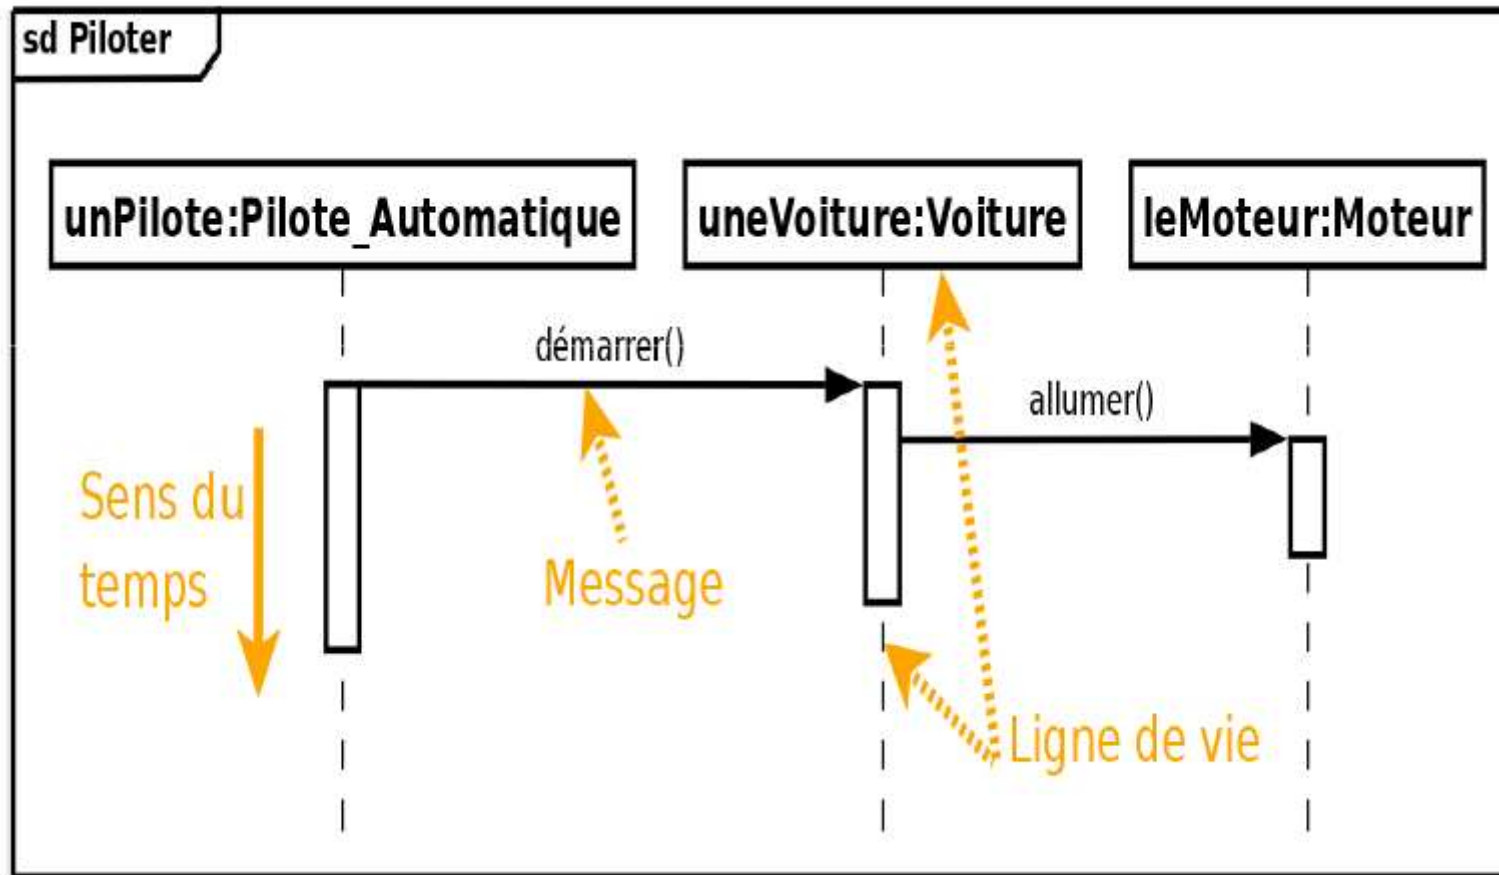 sd Piloter
unPilote:Pilote_Automatique
uneVoiture:Voiture
leMoteur:Moteur
démarrer()
allumer()
Sens du
temps
Message
Ligne de vie